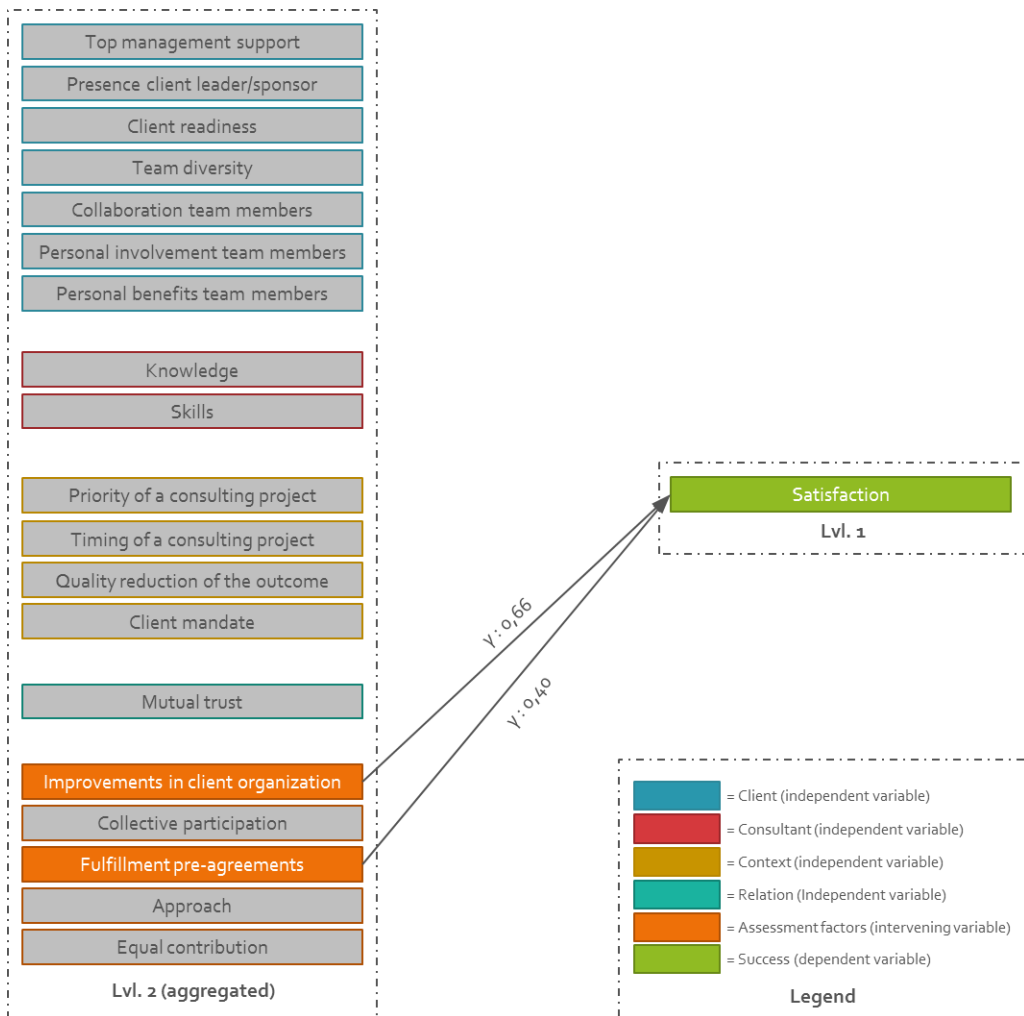 Top management support
Presence client leader/sponsor
Client readiness
Team diversity
Collaboration team members
Personal involvement team members
Personal benefits team members
Knowledge
Skills
Priority of a consulting project
Timing of a consulting project
Quality reduction of the outcome
Client mandate
Mutual trust
Improvements in client organization
Collective participation
Fulfillment pre-agreements
Approach
Equal contribution
Lvl. 2 (aggregated)
γ : 0,66
γ : 0,40
Satisfaction
Lvl. 1
= Client (independent variable)
= Consultant (independent variable)
= Context (independent variable)
= Relation (Independent variable)
= Assessment factors (intervening variable)
= Success (dependent variable)
Legend